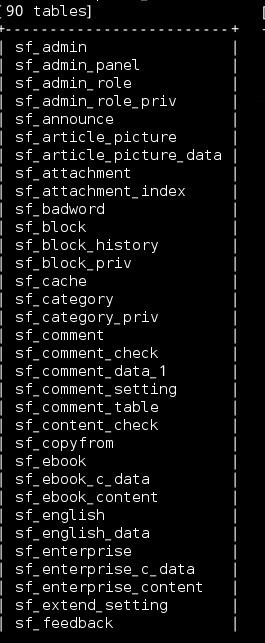 [90 tables]
+--------------------------+
| sf_admin |
| sf_admin_panel |
| sf_admin_role |
| sf_admin_role_priv |
| sf_announce |
| sf_article_picture |
| sf_article_picture_data |
| sf_attachment |
| sf_attachment_index |
| sf_badword |
| sf_block |
| sf_block_history |
| sf_block_priv |
| sf_cache |
| sf_category |
| sf_category_priv |
| sf_comment |
| sf_comment_check |
| sf_comment_data_1 |
| sf_comment_setting |
| sf_comment_table |
| sf_content_check |
| sf_copyfrom |
| sf_ebook |
| sf_ebook_c_data |
| sf_ebook_content |
| sf_english |
| sf_english_data |
| sf_enterprise |
| sf_enterprise_c_data |
| sf_enterprise_content |
| sf_extend_setting |
| sf_feedback |